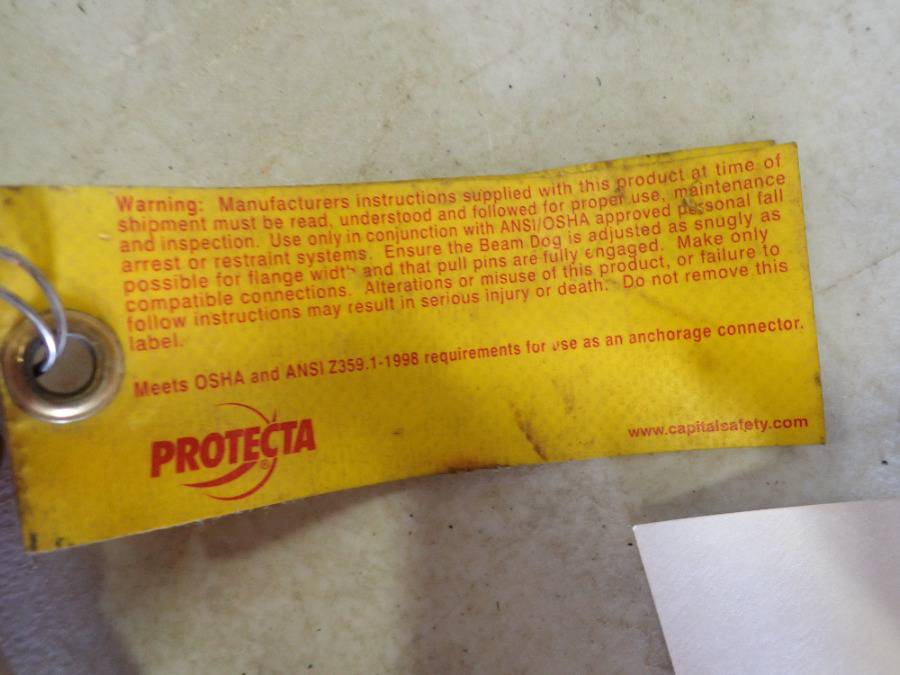 Warning: Manufacturers instructions supplied with this product at time of
shipment must be read, understood and followed for proper use, maintenance
and inspection. Use only in conjunction with ANSI/OSHA approved personal fall
arrest or restraint systems. Ensure the Beam Dog is adjusted as snugly as
possible for flange width and that pull pins are fully engaged. Make only
compatible connections. Alterations or misuse of this product, or failure to
follow instructions may result in serious injury or death. Do not remove this
label.
Meets OSHA and ANSI Z359.1-1998 requirements for use as an anchorage connector.
PROTECTA®
www.capitalsafety.com